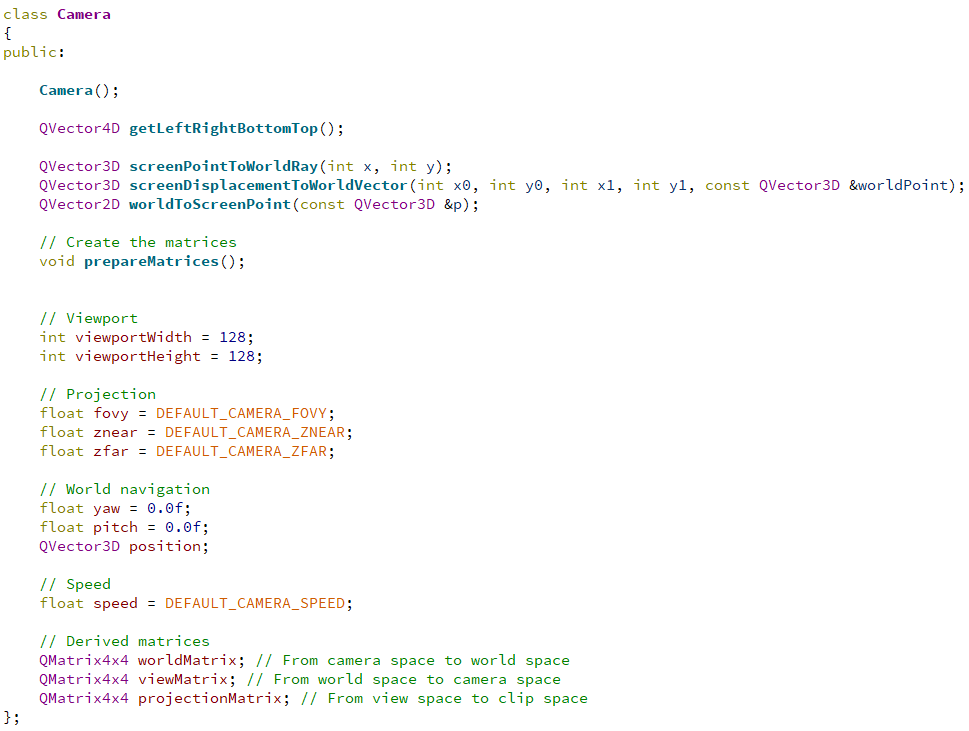 class Camera
{
public:
Camera();
QVector4D getLeftRightBottomTop();
QVector3D screenPointToWorldRay(int x, int y);
QVector3D screenDisplacementToWorldVector(int x0, int y0, int x1, int y1, const QVector3D &worldPoint);
QVector2D worldToScreenPoint(const QVector3D &p);
// Create the matrices
void prepareMatrices();
// Viewport
int viewportWidth = 128;
int viewportHeight = 128;
// Projection
float fovy = DEFAULT_CAMERA_FOVY;
float znear = DEFAULT_CAMERA_ZNEAR;
float zfar = DEFAULT_CAMERA_ZFAR;
// World navigation
float yaw = 0.0f;
float pitch = 0.0f;
QVector3D position;
// Speed
float speed = DEFAULT_CAMERA_SPEED;
// Derived matrices
QMatrix4x4 worldMatrix; // From camera space to world space
QMatrix4x4 viewMatrix; // From world space to camera space
QMatrix4x4 projectionMatrix; // From view space to clip space
};